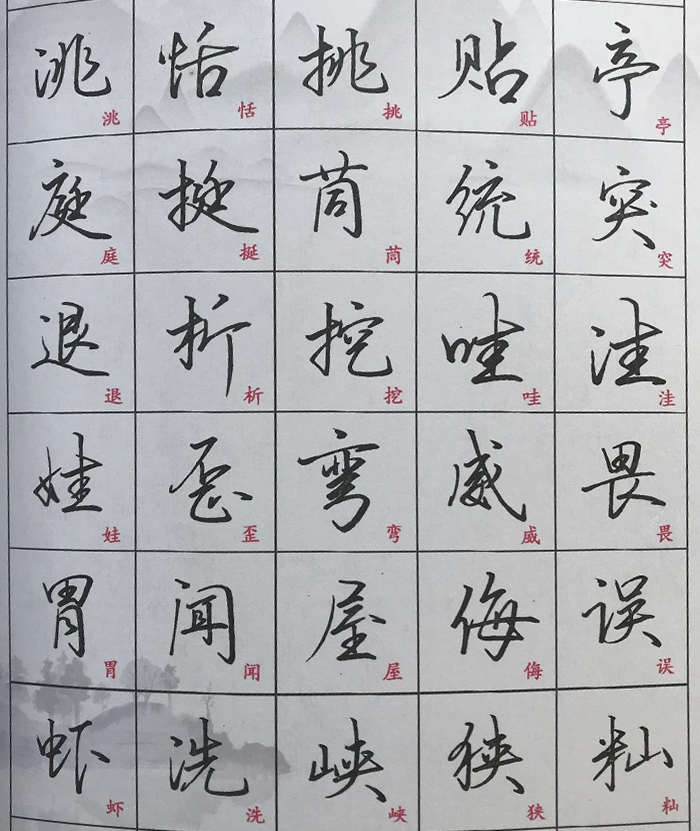 洮 恬 挑 贴 亭
洮 恬 挑 贴 亭
庭 挺 茼 统 突
庭 挺 茼 统 突
退 析 挖 哇 洼
退 析 挖 哇 洼
娃 歪 弯 威 畏
娃 歪 弯 威 畏
胃 闻 屋 侮 误
胃 闻 屋 侮 误
虾 洗 峡 狭 籼
虾 洗 峡 狭 籼